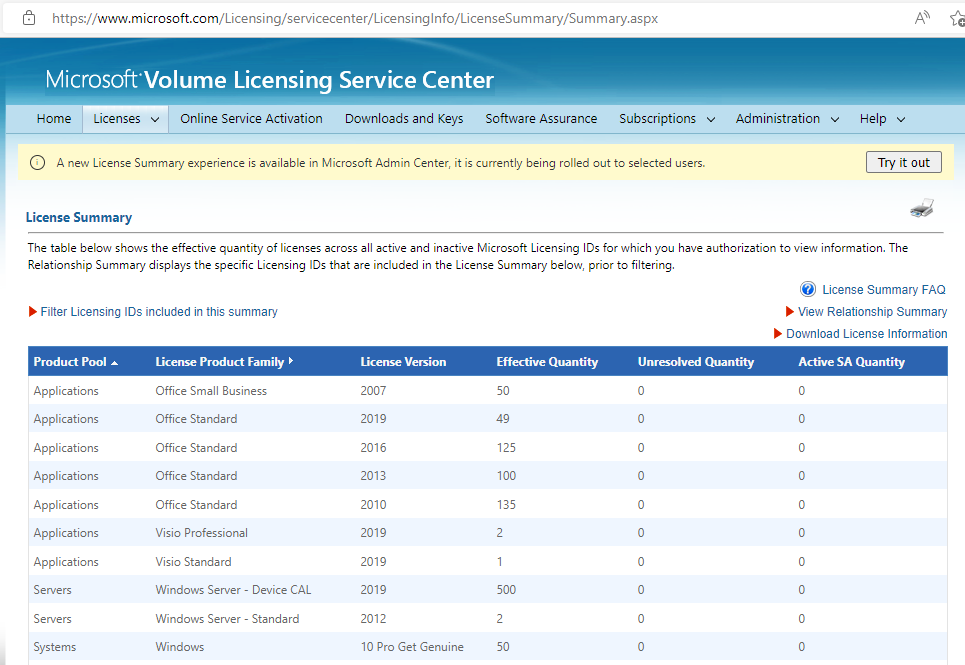 https://www.microsoft.com/Licensing/servicecenter/LicensingInfo/LicenseSummary/Summary.aspx
Microsoft Volume Licensing Service Center
Home Licenses Online Service Activation Downloads and Keys Software Assurance Subscriptions Administration Help
A new License Summary experience is available in Microsoft Admin Center, it is currently being rolled out to selected users. Try it out
License Summary
The table below shows the effective quantity of licenses across all active and inactive Microsoft Licensing IDs for which you have authorization to view information. The
Relationship Summary displays the specific Licensing IDs that are included in the License Summary below, prior to filtering.
License Summary FAQ
Filter Licensing IDs included in this summary View Relationship Summary
Download License Information
Product Pool License Product Family License Version Effective Quantity Unresolved Quantity Active SA Quantity
Applications Office Small Business 2007 50 0 0
Applications Office Standard 2019 49 0 0
Applications Office Standard 2016 125 0 0
Applications Office Standard 2013 100 0 0
Applications Office Standard 2010 135 0 0
Applications Visio Professional 2019 2 0 0
Applications Visio Standard 2019 1 0 0
Servers Windows Server - Device CAL 2019 500 0 0
Servers Windows Server - Standard 2012 2 0 0
Systems Windows 10 Pro Get Genuine 50 0 0